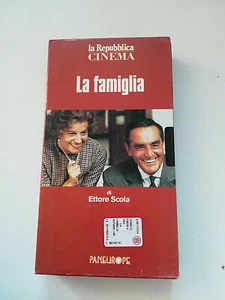 la Repubblica
CINEMA
La famiglia
di
Ettore Scola
PANEUROPE